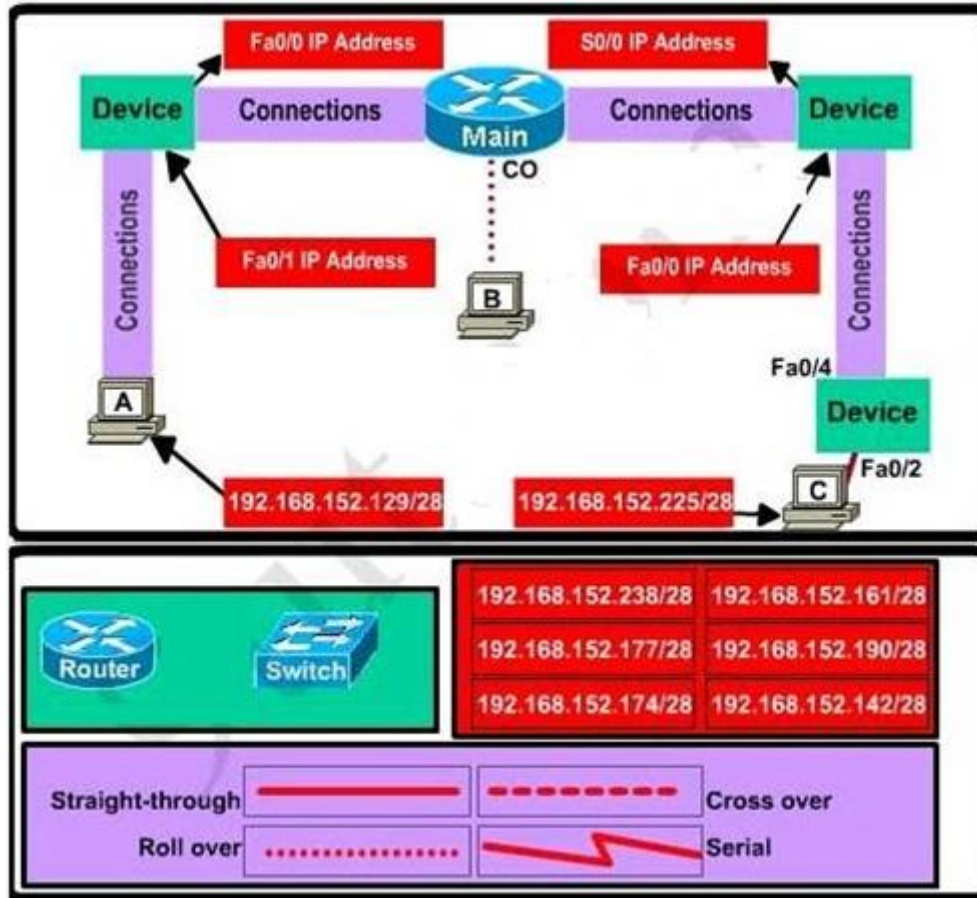 Fa0/0 IP Address
S0/0 IP Address
Device
Connections
Main
Connections
Device
CO
Connections
Fa0/1 IP Address
B
Fa0/0 IP Address
Connections
Fa0/4
A
Device
Fa0/2
192.168.152.129/28
192.168.152.225/28
C
Router
Switch
192.168.152.238/28
192.168.152.161/28
192.168.152.177/28
192.168.152.190/28
192.168.152.174/28
192.168.152.142/28
Straight-through
Cross over
Roll over
Serial